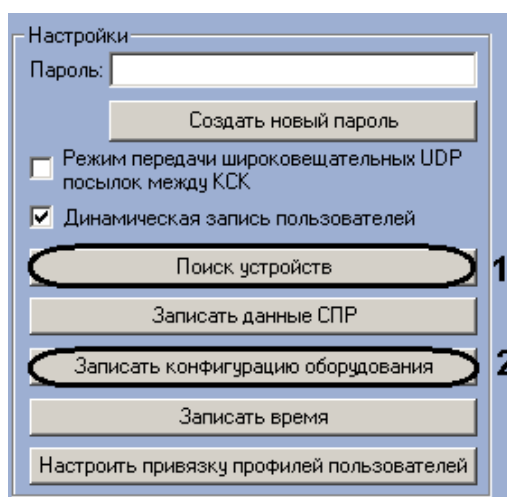 Настройки
Пароль:
Создать новый пароль
Режим передачи широковещательных UDP
посылок между КСК
Динамическая запись пользователей
Поиск устройств 1
Записать данные СПР
Записать конфигурацию оборудования 2
Записать время
Настроить привязку профилей пользователей